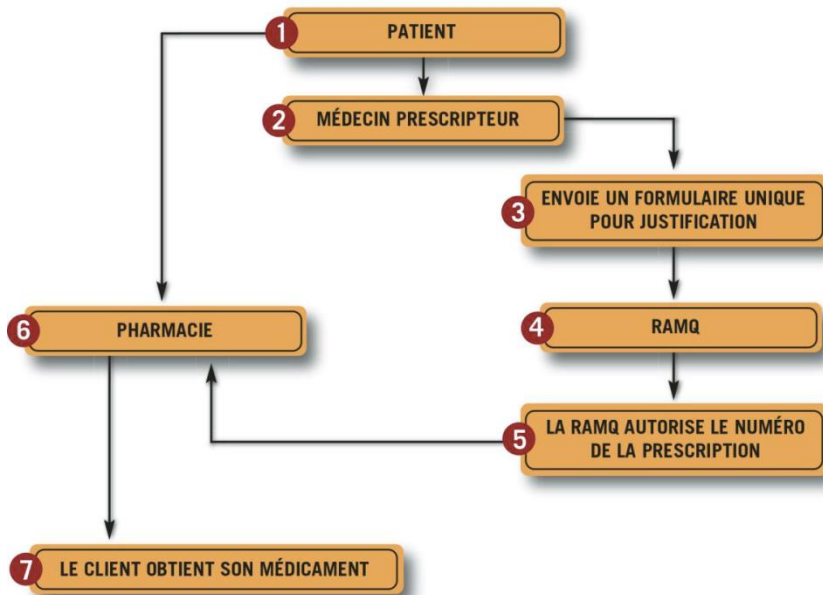 1 PATIENT
2 MÉDECIN PRESCRIPTEUR
3 ENVOIE UN FORMULAIRE UNIQUE
POUR JUSTIFICATION
4 RAMQ
5 LA RAMQ AUTORISE LE NUMÉRO
DE LA PRESCRIPTION
6 PHARMACIE
7 LE CLIENT OBTIENT SON MÉDICAMENT